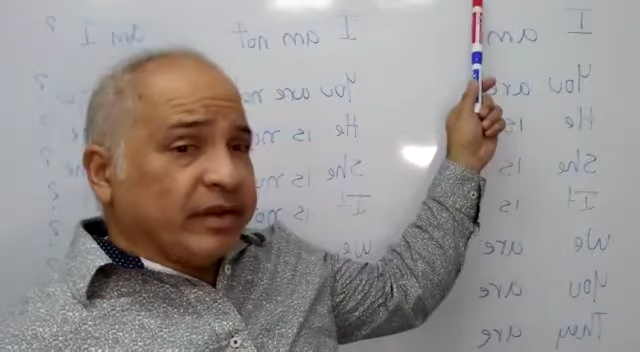 I am I am not am I ?
You are You are not ?
He is He is not ?
She is She is ?
It is It is not ?
We are We ?
You are
They are